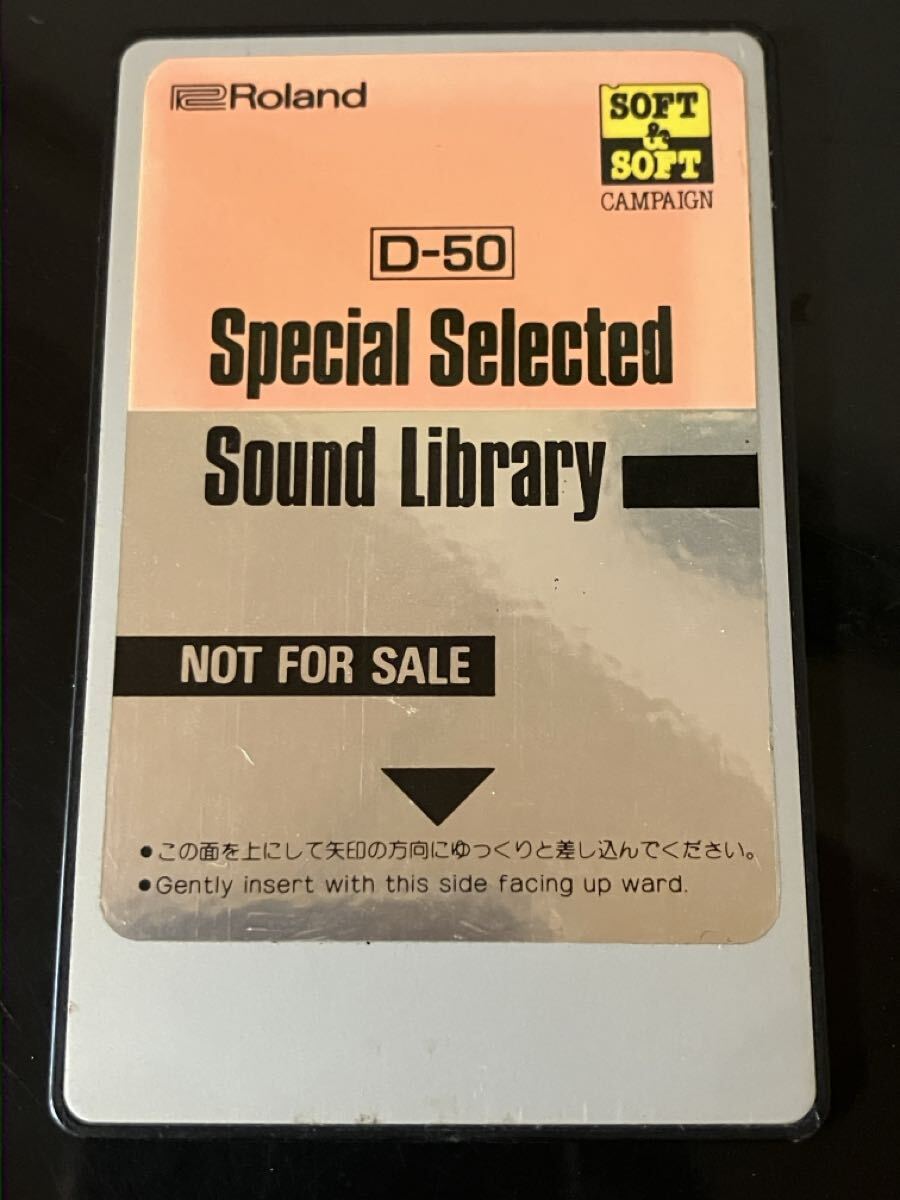 Roland
SOFT
&
SOFT
CAMPAIGN
D-50
Special Selected
Sound Library
NOT FOR SALE
●この面を上にして矢印の方向にゆっくりと差し込んでください。
●Gently insert with this side facing up ward.